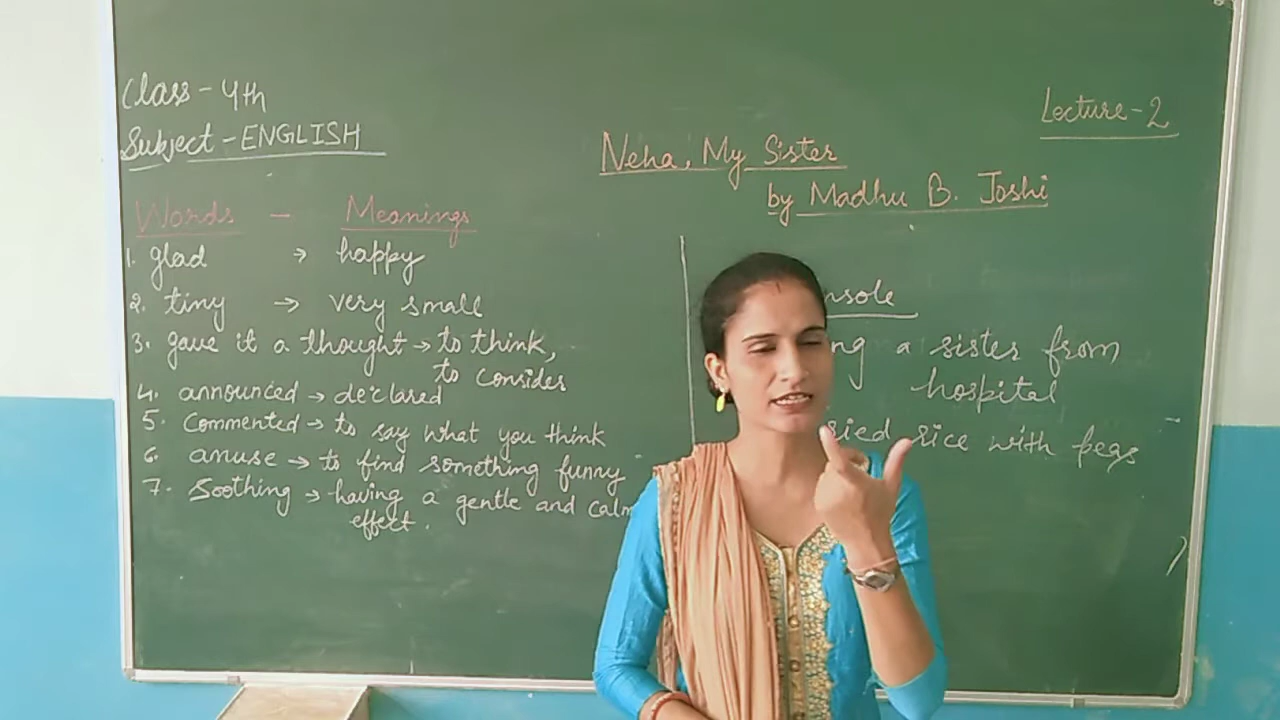 Class - 4th
Subject - ENGLISH
Lecture - 2
Neha, My Sister
by Madhu B. Joshi
Words - Meanings
1. glad → happy
2. tiny → very small
3. gave it a thought → to think,
to consider
4. announced → declared
5. Commented → to say what you think
6. amuse → to find something funny
7. Soothing → having a gentle and calm
effect.
nsole
ng a sister from
hospital
ried rice with pegs